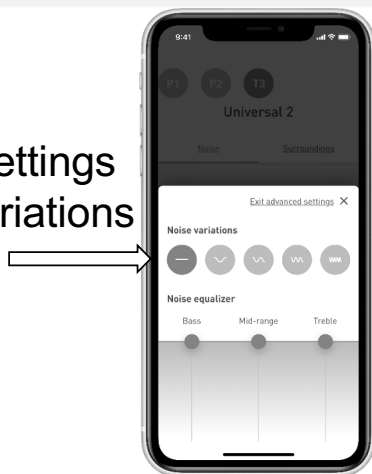 9:41
P1 P2 T3
Universal 2
Noise Surroundings
ettings
ariations
Exit advanced settings
Noise variations
Noise equalizer
Bass Mid-range Treble